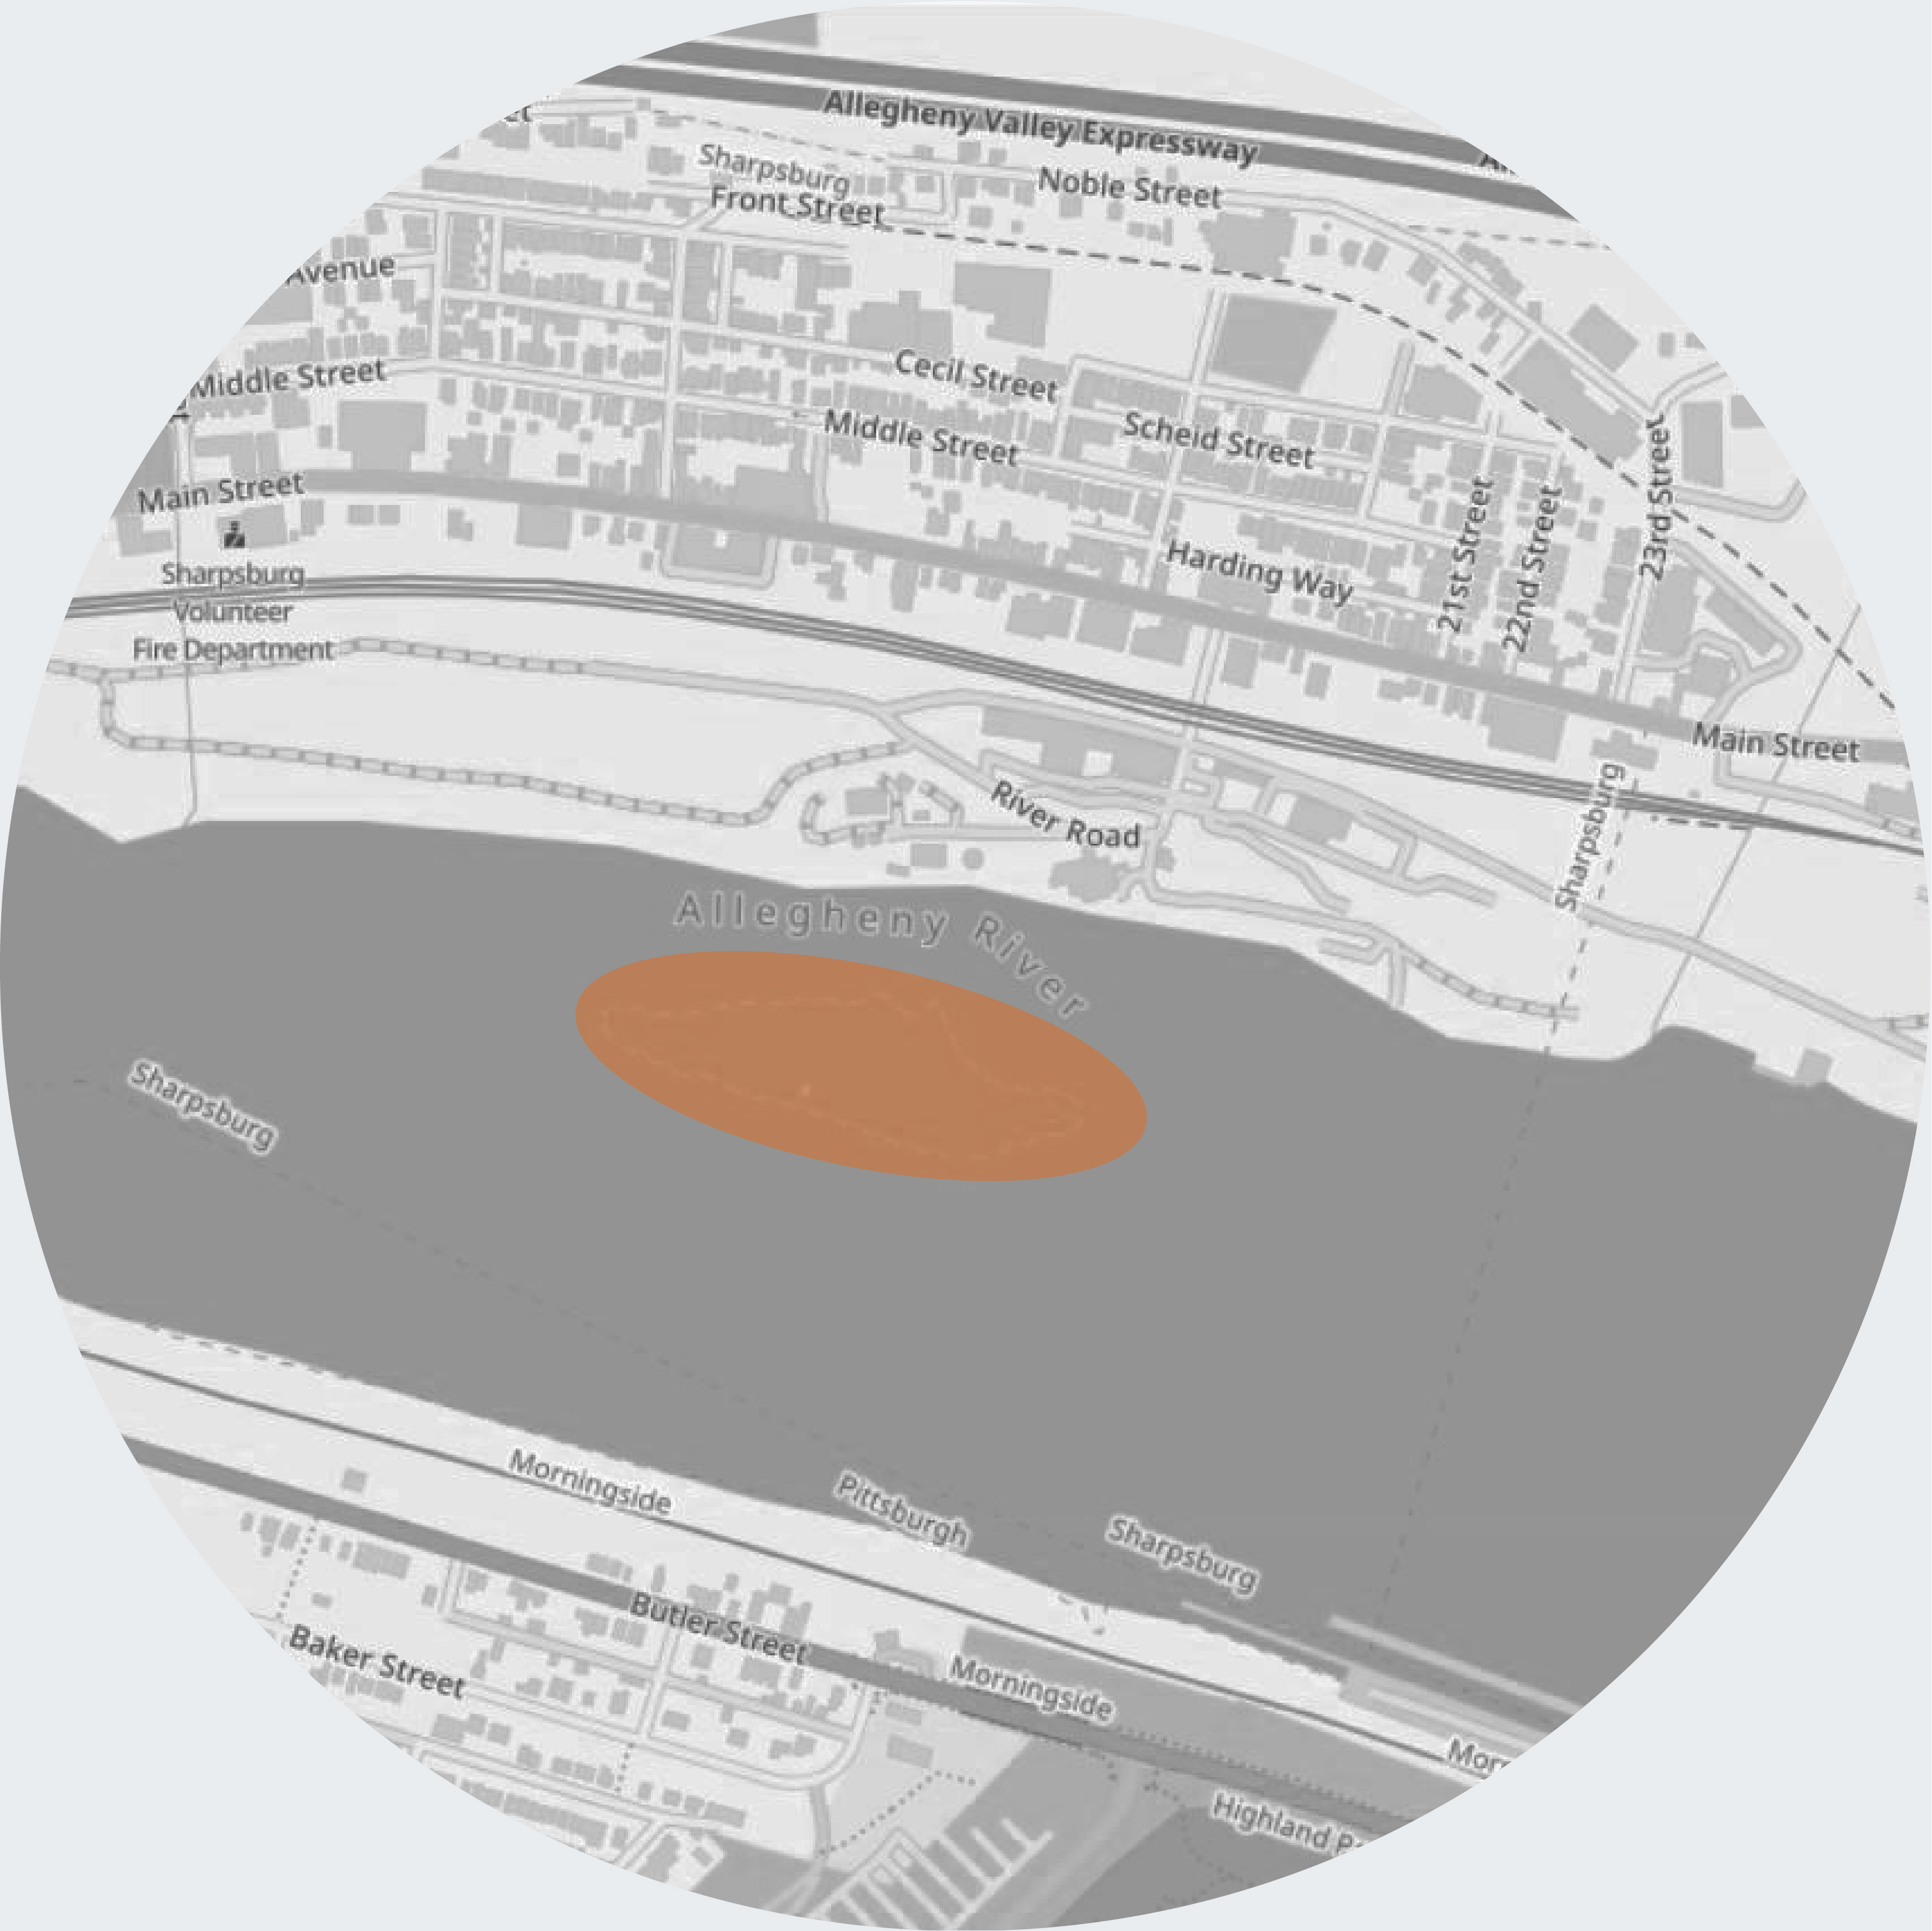 Allegheny Valley Expressway
Sharpsburg
Noble Street
Front Street
Avenue
Cecil Street
Middle Street
Middle Street
Scheid Street
Main Street
23rd Street
21st Street
22nd Street
Harding Way
Sharpsburg
Volunteer
Fire Department
Main Street
River Road
Sharpsburg
Allegheny River
Sharpsburg
Morningside
Pittsburgh
Sharpsburg
Butler Street
Baker Street
Morningside
Highland